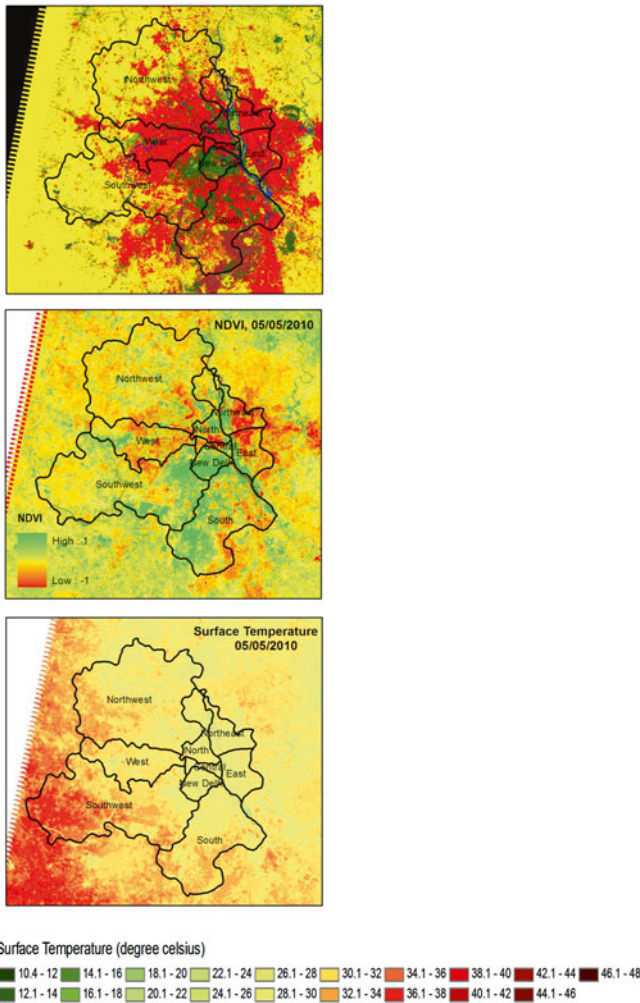 Northwest
Northeast
North
West
East
New Delhi
Southwest
South
NDVI, 05/05/2010
Northwest
Northeast
North
West
Central
East
New Delhi
Southwest
South
NDVI
High : 1
Low : -1
Surface Temperature
05/05/2010
Northwest
Northeast
North
West
Central
East
New Delhi
Southwest
South
Surface Temperature (degree celsius)
10.4 - 12 14.1 - 16 18.1 - 20 22.1 - 24 26.1 - 28 30.1 - 32 34.1 - 36 38.1 - 40 42.1 - 44 46.1 - 48
12.1 - 14 16.1 - 18 20.1 - 22 24.1 - 26 28.1 - 30 32.1 - 34 36.1 - 38 40.1 - 42 44.1 - 46